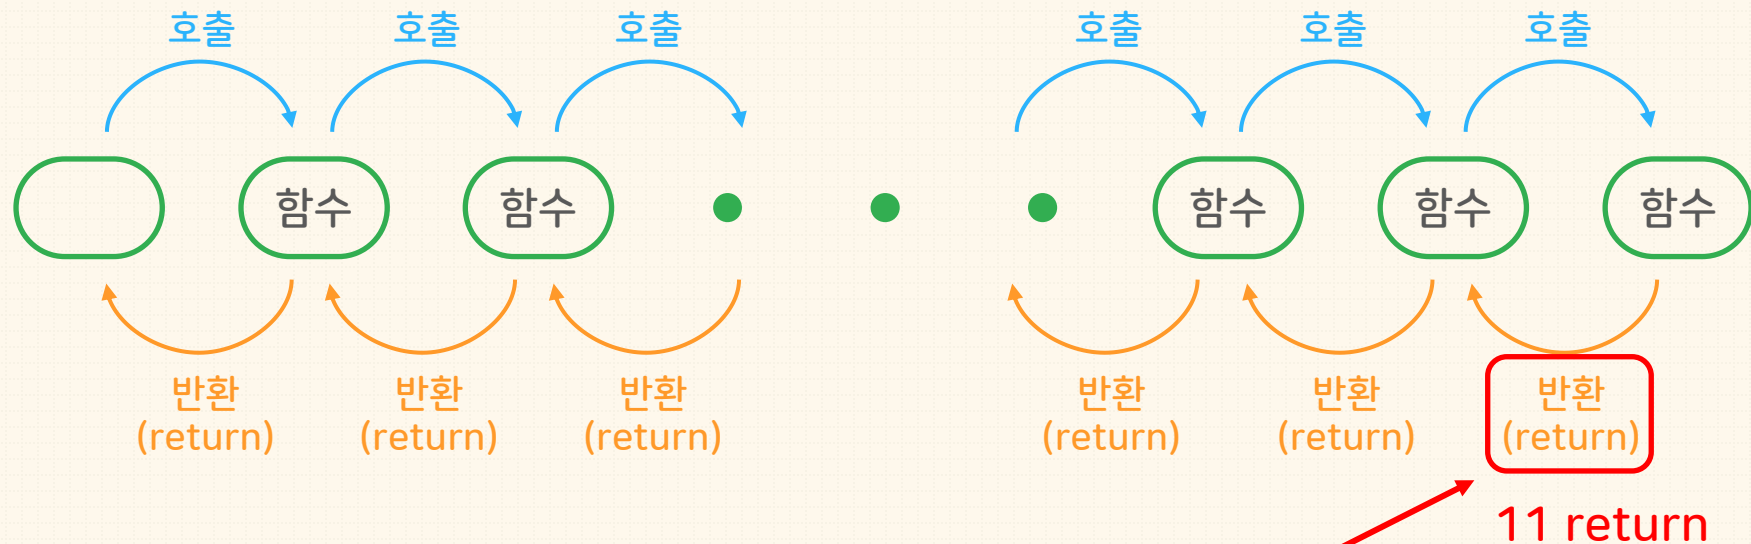 호출 호출 호출 호출 호출 호출
함수 함수 함수 함수 함수
반환 반환 반환 반환 반환 반환
(return) (return) (return) (return) (return) (return)
11 return